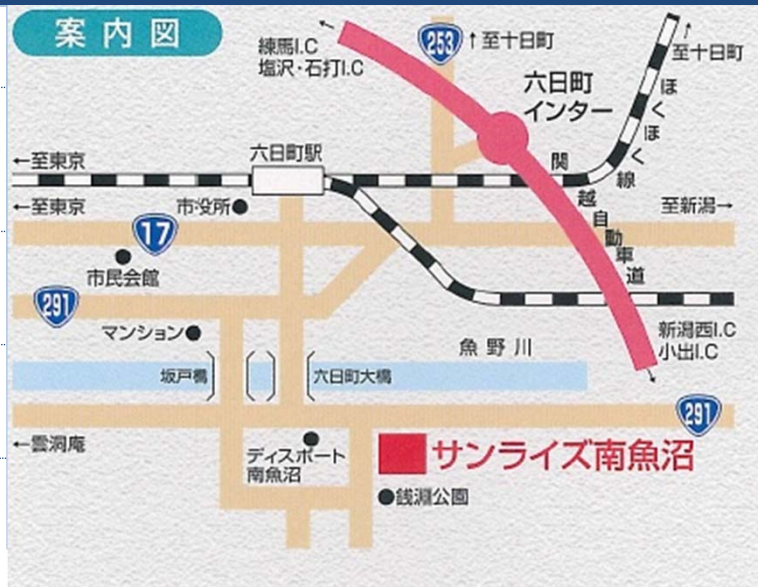 案内図
練馬I.C
塩沢・石打I.C
253
↑至十日町
↑至十日町
六日町
インター
ほくほく線
六日町駅
←至東京
←至東京
市役所●
至新潟→
関越自動車道
17
市民会館
291
マンション●
魚野川
新潟西I.C
小出I.C
坂戸橋
六日町大橋
291
←雲洞庵
ディスポート
南魚沼
サンライズ南魚沼
●銭淵公園